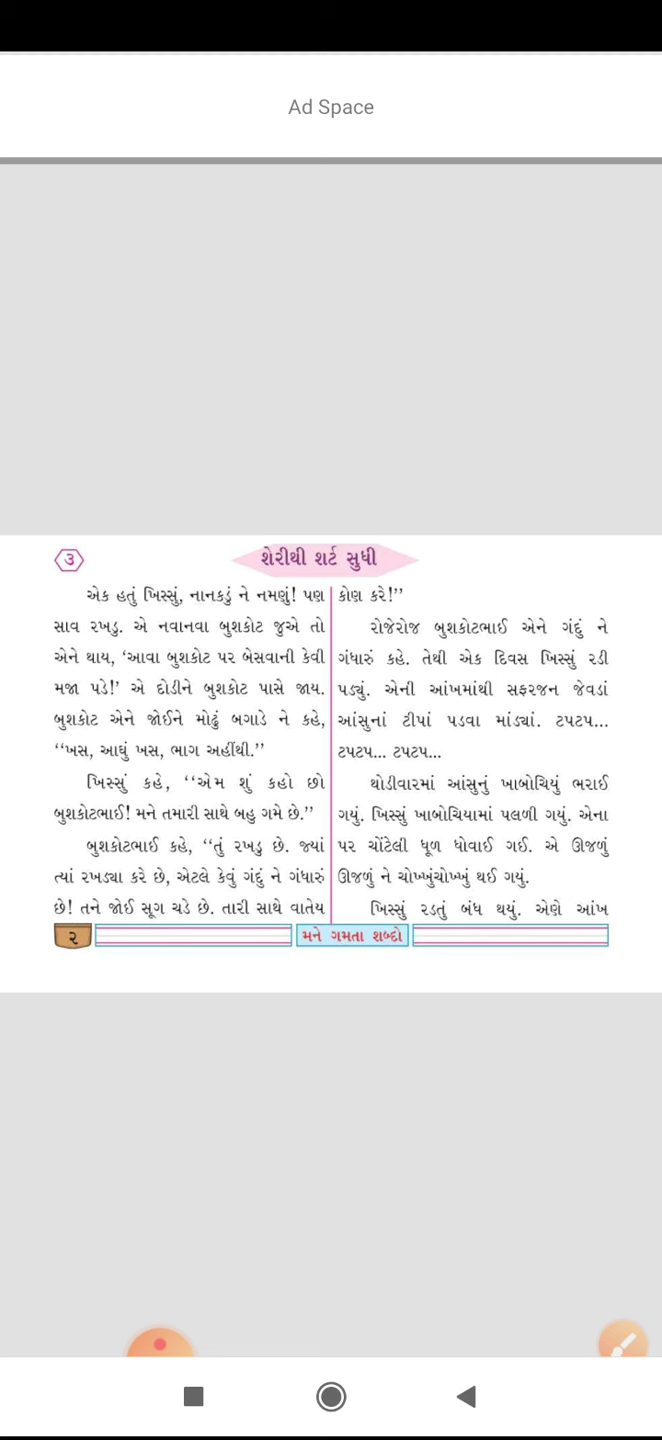 Ad Space
૩
શેરીથી શર્ટ સુધી
એક હતું ખિસ્સું, નાનકડું ને નમણું! પણ
સાવ રખડુ. એ નવાનવા બુશકોટ જુએ તો
એને થાય, ‘આવા બુશકોટ પર બેસવાની કેવી
મજા પડે!’ એ દોડીને બુશકોટ પાસે જાય.
બુશકોટ એને જોઈને મોઢું બગાડે ને કહે,
‘‘ખસ, આઘું ખસ, ભાગ અહીંથી.’’
ખિસ્સું કહે, ‘‘એમ શું કહો છો
બુશકોટભાઈ! મને તમારી સાથે બહુ ગમે છે.’’
બુશકોટભાઈ કહે, ‘‘તું રખડુ છે. જ્યાં
ત્યાં રખડ્યા કરે છે, એટલે કેવું ગંદું ને ગંધારું
છે! તને જોઈ સૂગ ચડે છે. તારી સાથે વાતેય
કોણ કરે!’’
રોજેરોજ બુશકોટભાઈ એને ગંદું ને
ગંધારું કહે. તેથી એક દિવસ ખિસ્સું રડી
પડ્યું. એની આંખમાંથી સફરજન જેવડાં
આંસુનાં ટીપાં પડવા માંડ્યાં. ટપટપ...
ટપટપ... ટપટપ...
થોડીવારમાં આંસુનું ખાબોચિયું ભરાઈ
ગયું. ખિસ્સું ખાબોચિયામાં પલળી ગયું. એના
પર ચોંટેલી ધૂળ ધોવાઈ ગઈ. એ ઊજળું
ઊજળું ને ચોખ્ખુંચોખ્ખું થઈ ગયું.
ખિસ્સું રડતું બંધ થયું. એણે આંખ
૨
મને ગમતા શબ્દો